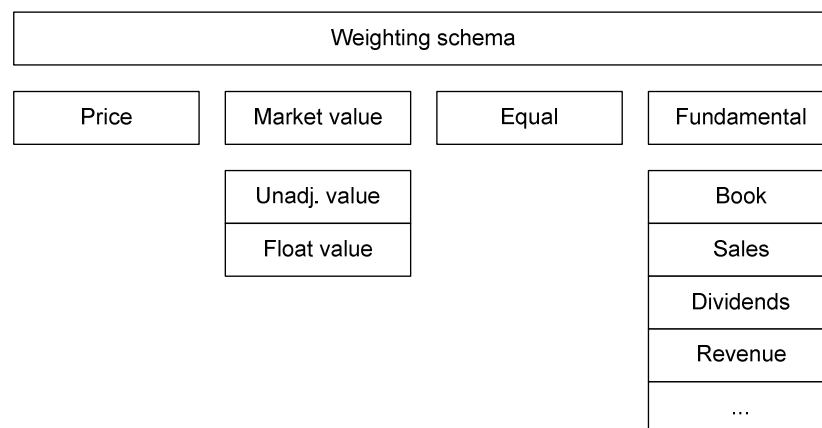 Weighting schema
Price
Market value
Equal
Fundamental
Unadj. value
Float value
Book
Sales
Dividends
Revenue
...